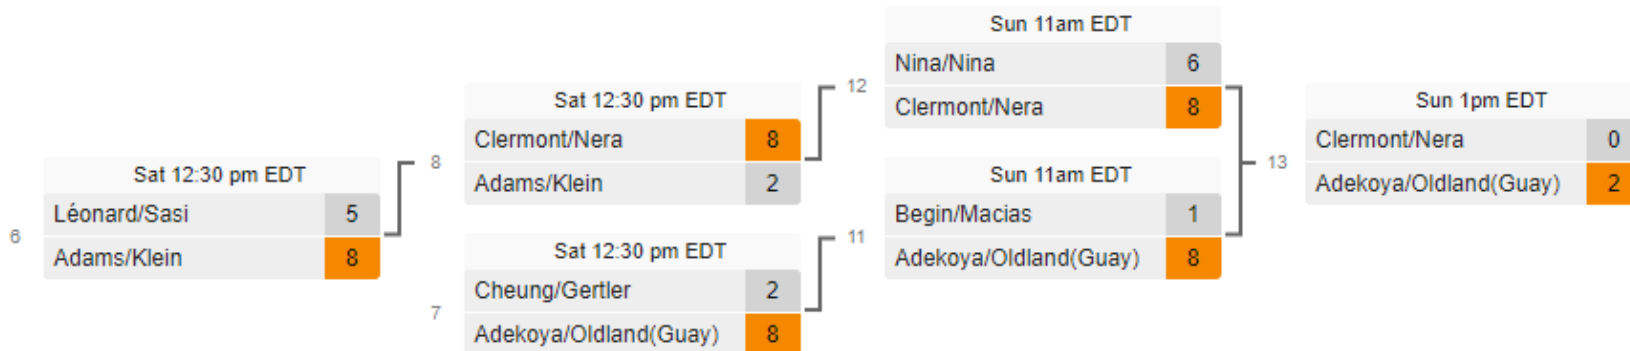 Sat 12:30 pm EDT
6
Léonard/Sasi 5
Adams/Klein 8
Sat 12:30 pm EDT
8
Clermont/Nera 8
Adams/Klein 2
Sat 12:30 pm EDT
7
Cheung/Gertler 2
Adekoya/Oldland(Guay) 8
Sun 11am EDT
12
Nina/Nina 6
Clermont/Nera 8
Sun 11am EDT
11
Begin/Macias 1
Adekoya/Oldland(Guay) 8
Sun 1pm EDT
13
Clermont/Nera 0
Adekoya/Oldland(Guay) 2